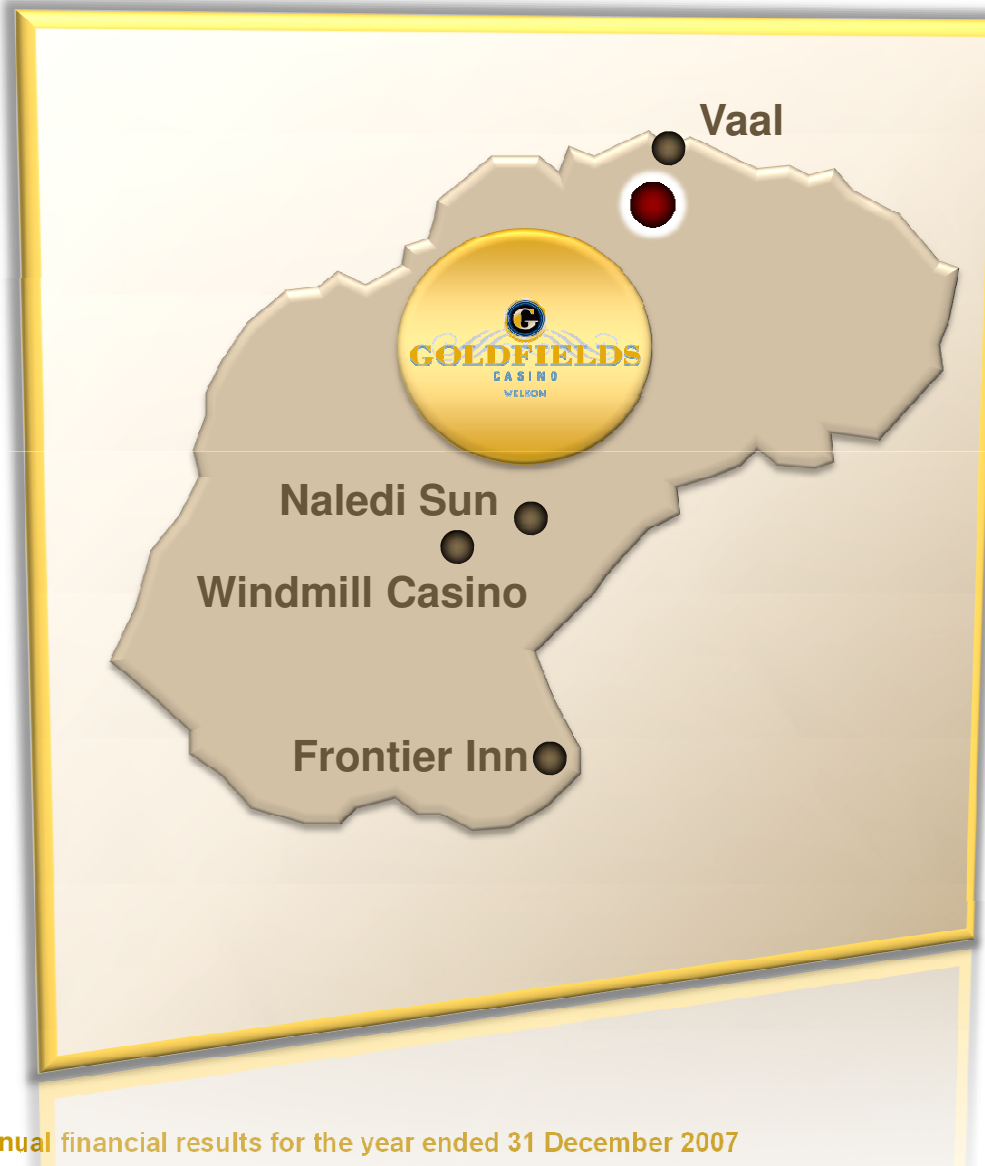 Vaal
G
GOLDFIELDS
CASINO
WELKOM
Naledi Sun
Windmill Casino
Frontier Inn
nual financial results for the year ended 31 December 2007